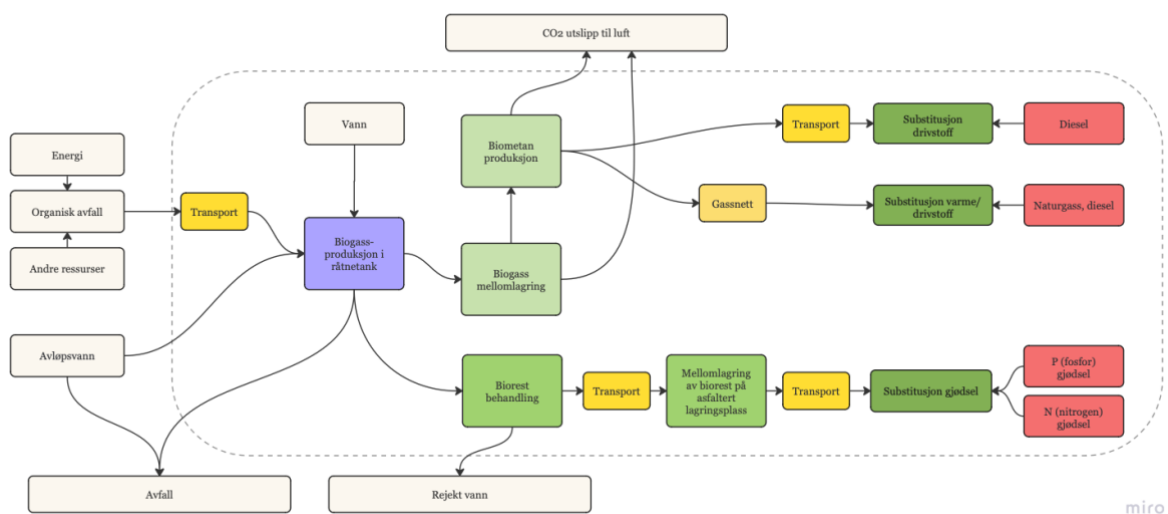 CO2 utslipp til luft
Vann
Biometan
produksjon
Transport
Substitusjon
drivstoff
Diesel
Energi
Organisk avfall
Andre ressurser
Transport
Gassnett
Substitusjon varme/
drivstoff
Naturgass, diesel
Biogass-
produksjon i
råtnetank
Biogass
mellomlagring
Avløpsvann
Biorest
behandling
Transport
Mellomlagring
av biorest på
asfaltert
lagringsplass
Transport
Substitusjon gjødsel
P (fosfor)
gjødsel
N (nitrogen)
gjødsel
Avfall
Rejekt vann
miro